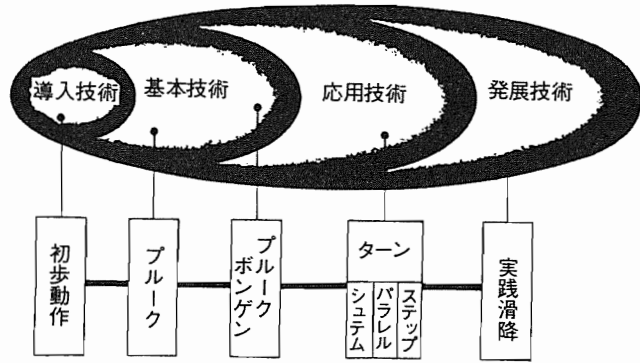 導入技術
基本技術
応用技術
発展技術
初歩動作
プルーク
プルーク
ボンゲン
ターン
シュテム
パラレル
ステップ
実践滑降